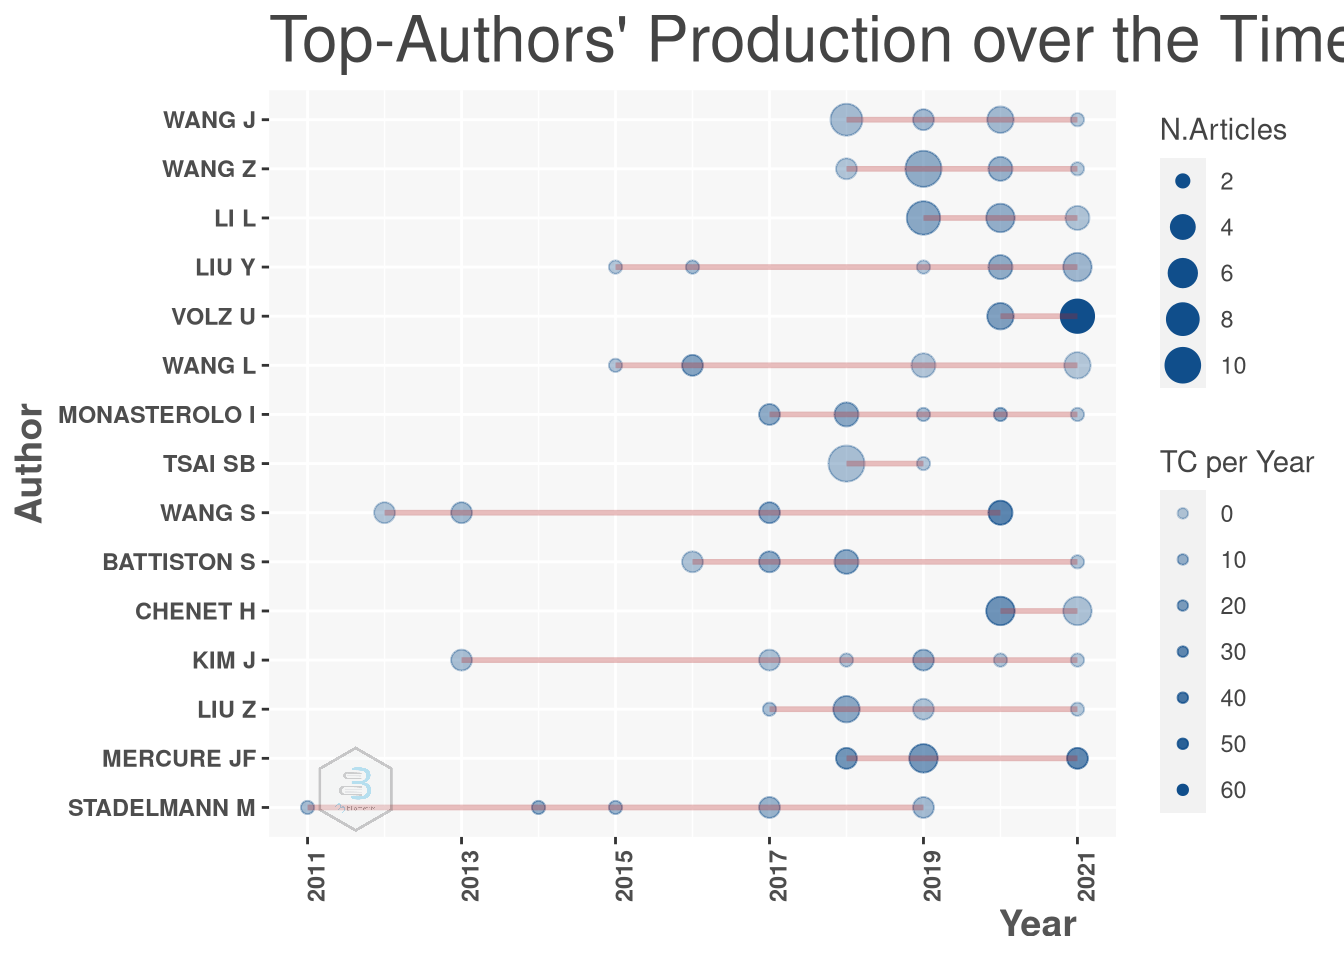 Top-Authors' Production over the Time
WANG J
WANG Z
LI L
LIU Y
VOLZ U
WANG L
MONASTEROLO I
TSAI SB
WANG S
BATTISTON S
CHENET H
KIM J
LIU Z
MERCURE JF
STADELMANN M
Author
2011
2013
2015
2017
2019
2021
Year
N.Articles
2
4
6
8
10
TC per Year
0
10
20
30
40
50
60